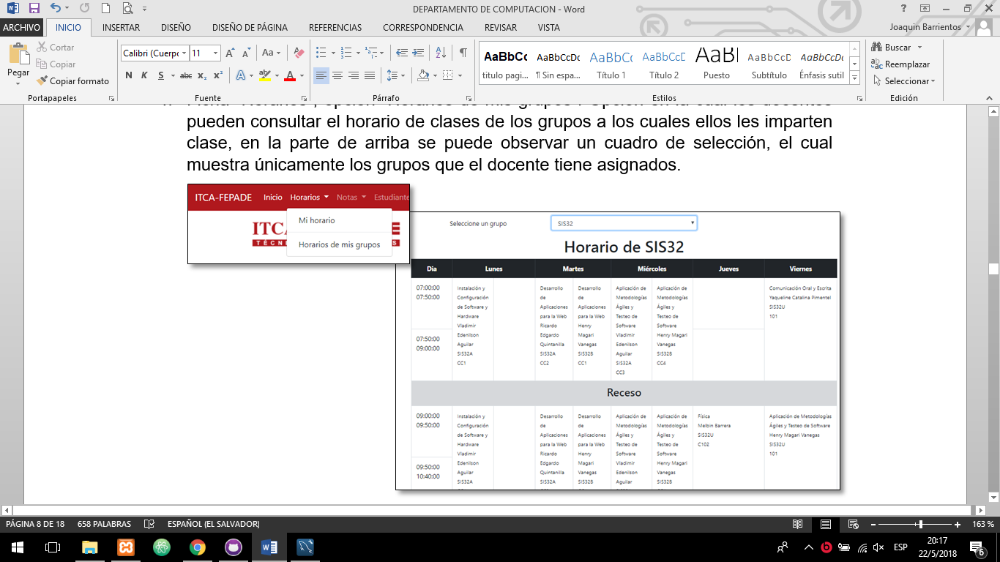 DEPARTAMENTO DE COMPUTACION - Word
ARCHIVO INICIO INSERTAR DISEÑO DISEÑO DE PÁGINA REFERENCIAS CORRESPONDENCIA REVISAR VISTA Joaquin Barrientos
Pegar
Cortar
Copiar
Copiar formato
Portapapeles
Calibri (Cuerpo 11
N K S abc x₂ x²
Fuente
Párrafo
AaBbCc AaBbCcDc AaBbCc AaBbCcD AaBl AaBbCcD AaBbCcDc
titulo pagi... ¶ Sin espa... Título 1 Título 2 Puesto Subtítulo Énfasis sutil
Estilos
Buscar
Reemplazar
Seleccionar
Edición
Menú "Horarios", opción "Horarios de mis grupos": Opción en la cual los docentes
pueden consultar el horario de clases de los grupos a los cuales ellos les imparten
clase, en la parte de arriba se puede observar un cuadro de selección, el cual
muestra únicamente los grupos que el docente tiene asignados.
ITCA-FEPADE Inicio Horarios Notas Estudiante
Mi horario
Horarios de mis grupos
Seleccione un grupo SIS32
Horario de SIS32
Dia Lunes Martes Miércoles Jueves Viernes
07:00:00
07:50:00
07:50:00
09:00:00
Instalación y
Configuración
de Software y
Hardware
Vladimir
Edenilson
Aguilar
SIS32A
CC1
Desarrollo
de
Aplicaciones
para la Web
Ricardo
Edgardo
Quintanilla
SIS32A
CC2
Desarrollo
de
Aplicaciones
para la Web
Henry
Magari
Vanegas
SIS32B
CC1
Aplicación de
Metodologías
Ágiles y
Testeo de
Software
Vladimir
Edenilson
Aguilar
SIS32A
CC3
Aplicación de
Metodologías
Ágiles y
Testeo de
Software
Henry Magari
Vanegas
SIS32B
CC4
Comunicación Oral y Escrita
Yaqueline Catalina Pimentel
SIS32U
101
Receso
09:00:00
09:50:00
09:50:00
10:40:00
Instalación y
Configuración
de Software y
Hardware
Vladimir
Edenilson
Aguilar
SIS32A
Desarrollo
de
Aplicaciones
para la Web
Ricardo
Edgardo
Quintanilla
SIS32A
Desarrollo
de
Aplicaciones
para la Web
Henry
Magari
Vanegas
SIS32B
Aplicación de
Metodologías
Ágiles y
Testeo de
Software
Vladimir
Edenilson
Aguilar
Aplicación de
Metodologías
Ágiles y
Testeo de
Software
Henry Magari
Vanegas
SIS32B
Física
Melbin Barrera
SIS32U
C102
Aplicación de Metodologías
Ágiles y Testeo de Software
Henry Magari Vanegas
SIS32U
101
PÁGINA 8 DE 18 658 PALABRAS ESPAÑOL (EL SALVADOR) 163 %
ESP
20:17
22/5/2018
6